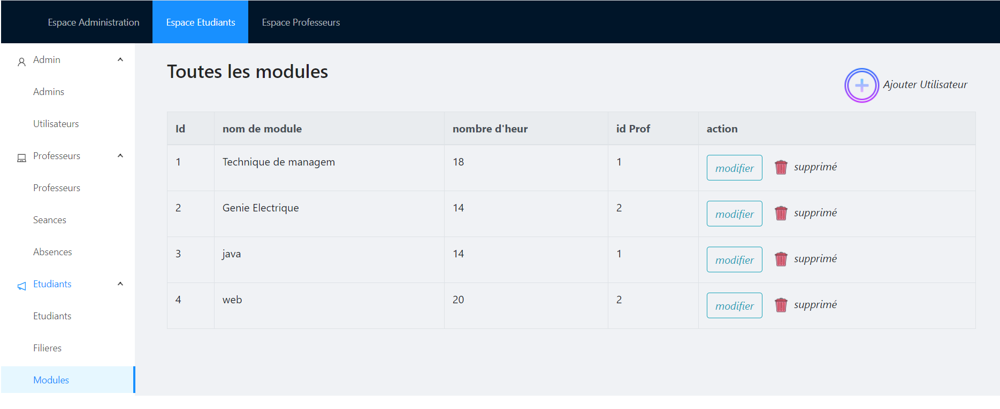 Espace Administration Espace Etudiants Espace Professeurs
Admin
Admins
Utilisateurs
Professeurs
Professeurs
Seances
Absences
Etudiants
Etudiants
Filieres
Modules
Toutes les modules
Ajouter Utilisateur
Id nom de module nombre d'heur id Prof action
1 Technique de managem 18 1 modifier supprimé
2 Genie Electrique 14 2 modifier supprimé
3 java 14 1 modifier supprimé
4 web 20 2 modifier supprimé